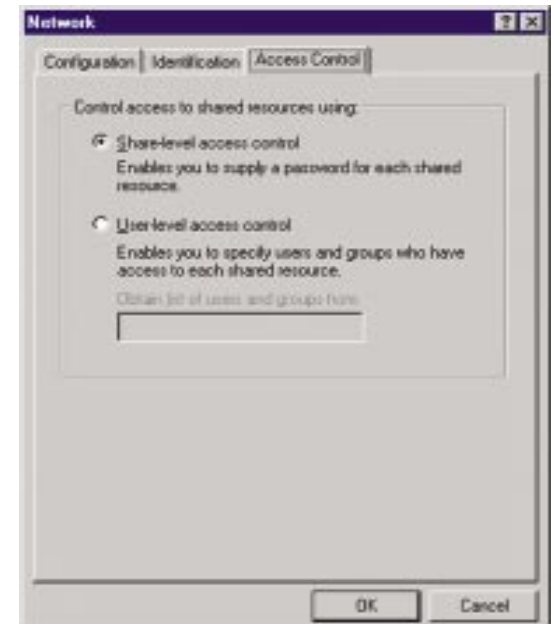 Network
Configuration Identification Access Control
Control access to shared resources using:
Share-level access control
Enables you to supply a password for each shared
resource.
User-level access control
Enables you to specify users and groups who have
access to each shared resource.
Obtain list of users and groups from:
OK Cancel